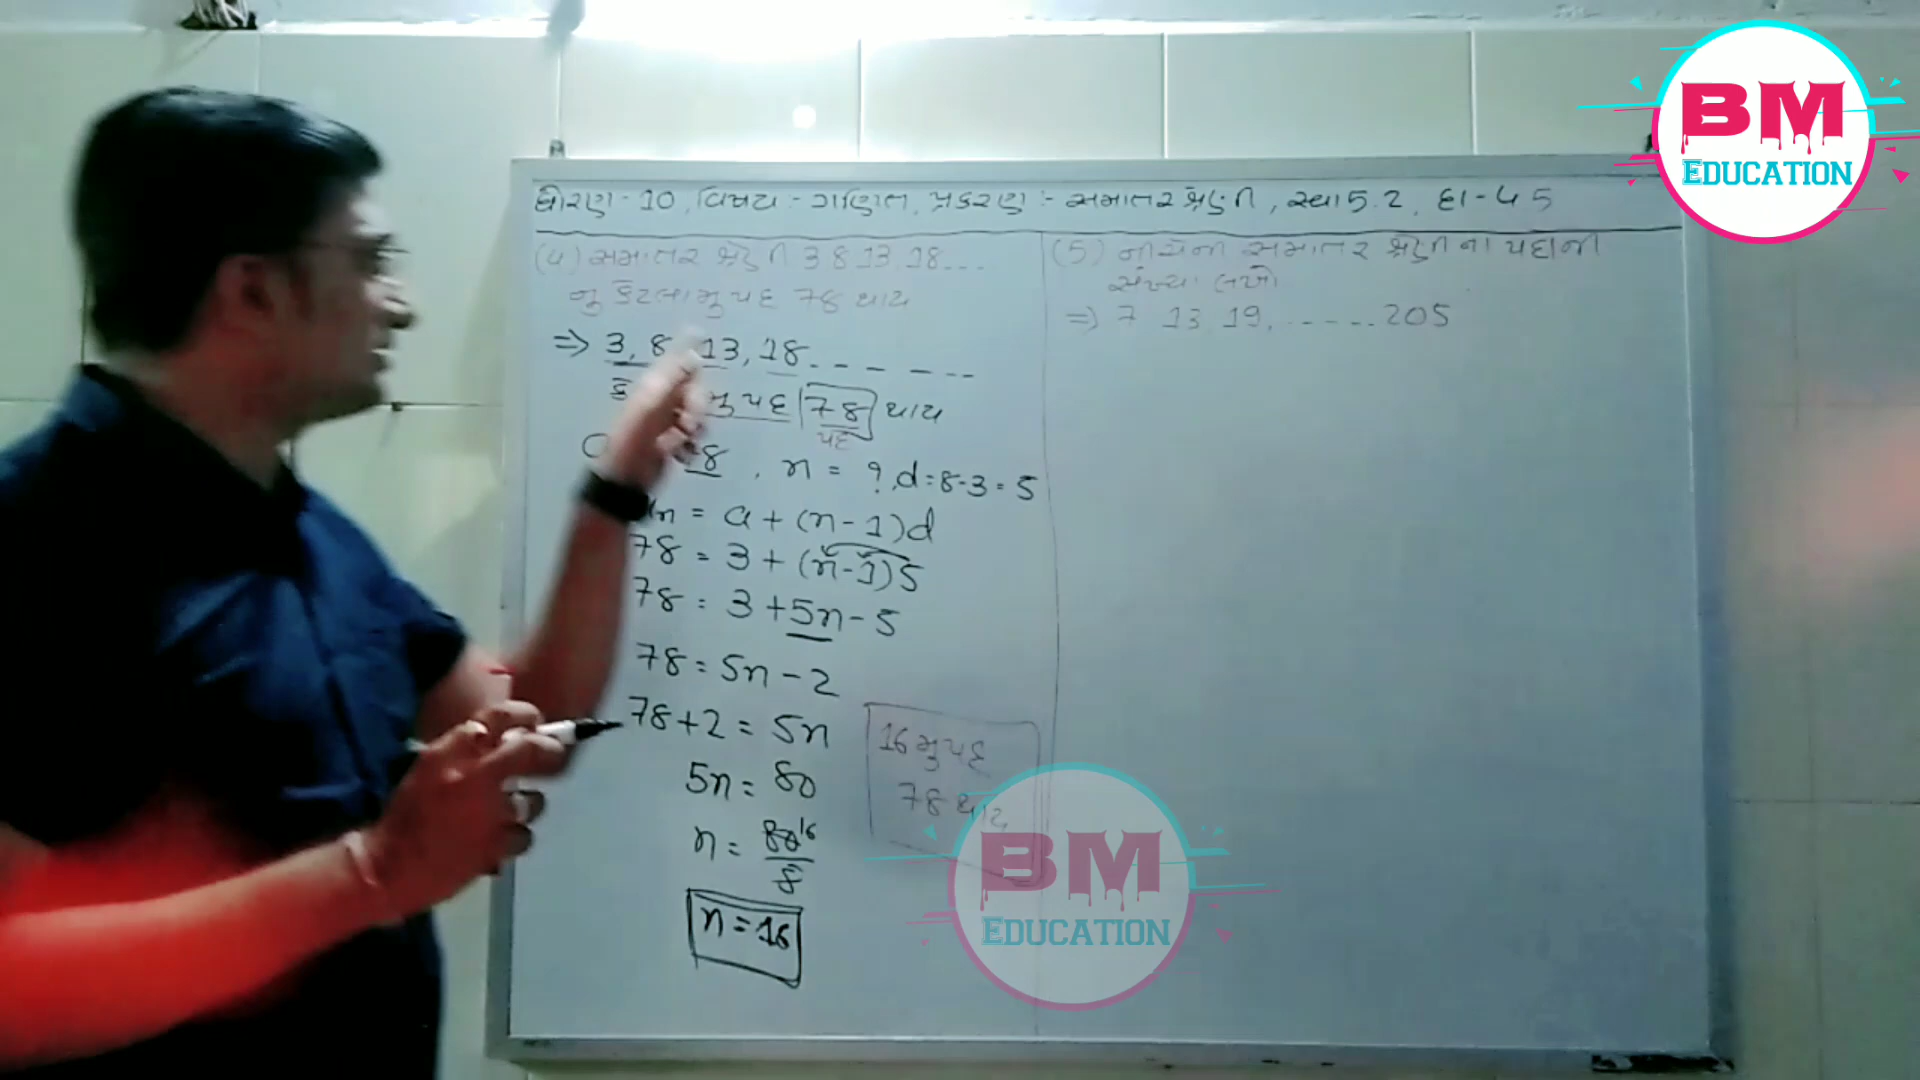 BM
EDUCATION
ધોરણ - 10, વિષય :- ગણિત, પ્રકરણ :- સમાંતર શ્રેણી, સ્વા 5.2, દા - 4 5
(4) સમાંતર શ્રેણી 3 8 13 18 ...
નું કેટલામુ પદ 78 થાય
⇒ 3, 8, 13, 18 - - - - - -
મુ પદ 78 થાય
પદ
8, n = ?, d = 8-3 = 5
n = a + (n-1)d
78 = 3 + (n-1)5
78 = 3 + 5n - 5
78 = 5n - 2
78+2 = 5n
5n = 80
n = 80 16
n = 16
16 મુ પદ
78 થાય
(5) નીચેની સમાંતર શ્રેણીના પદોની
સંખ્યા લખો
⇒ 7 13, 19, ------ 205
BM
EDUCATION